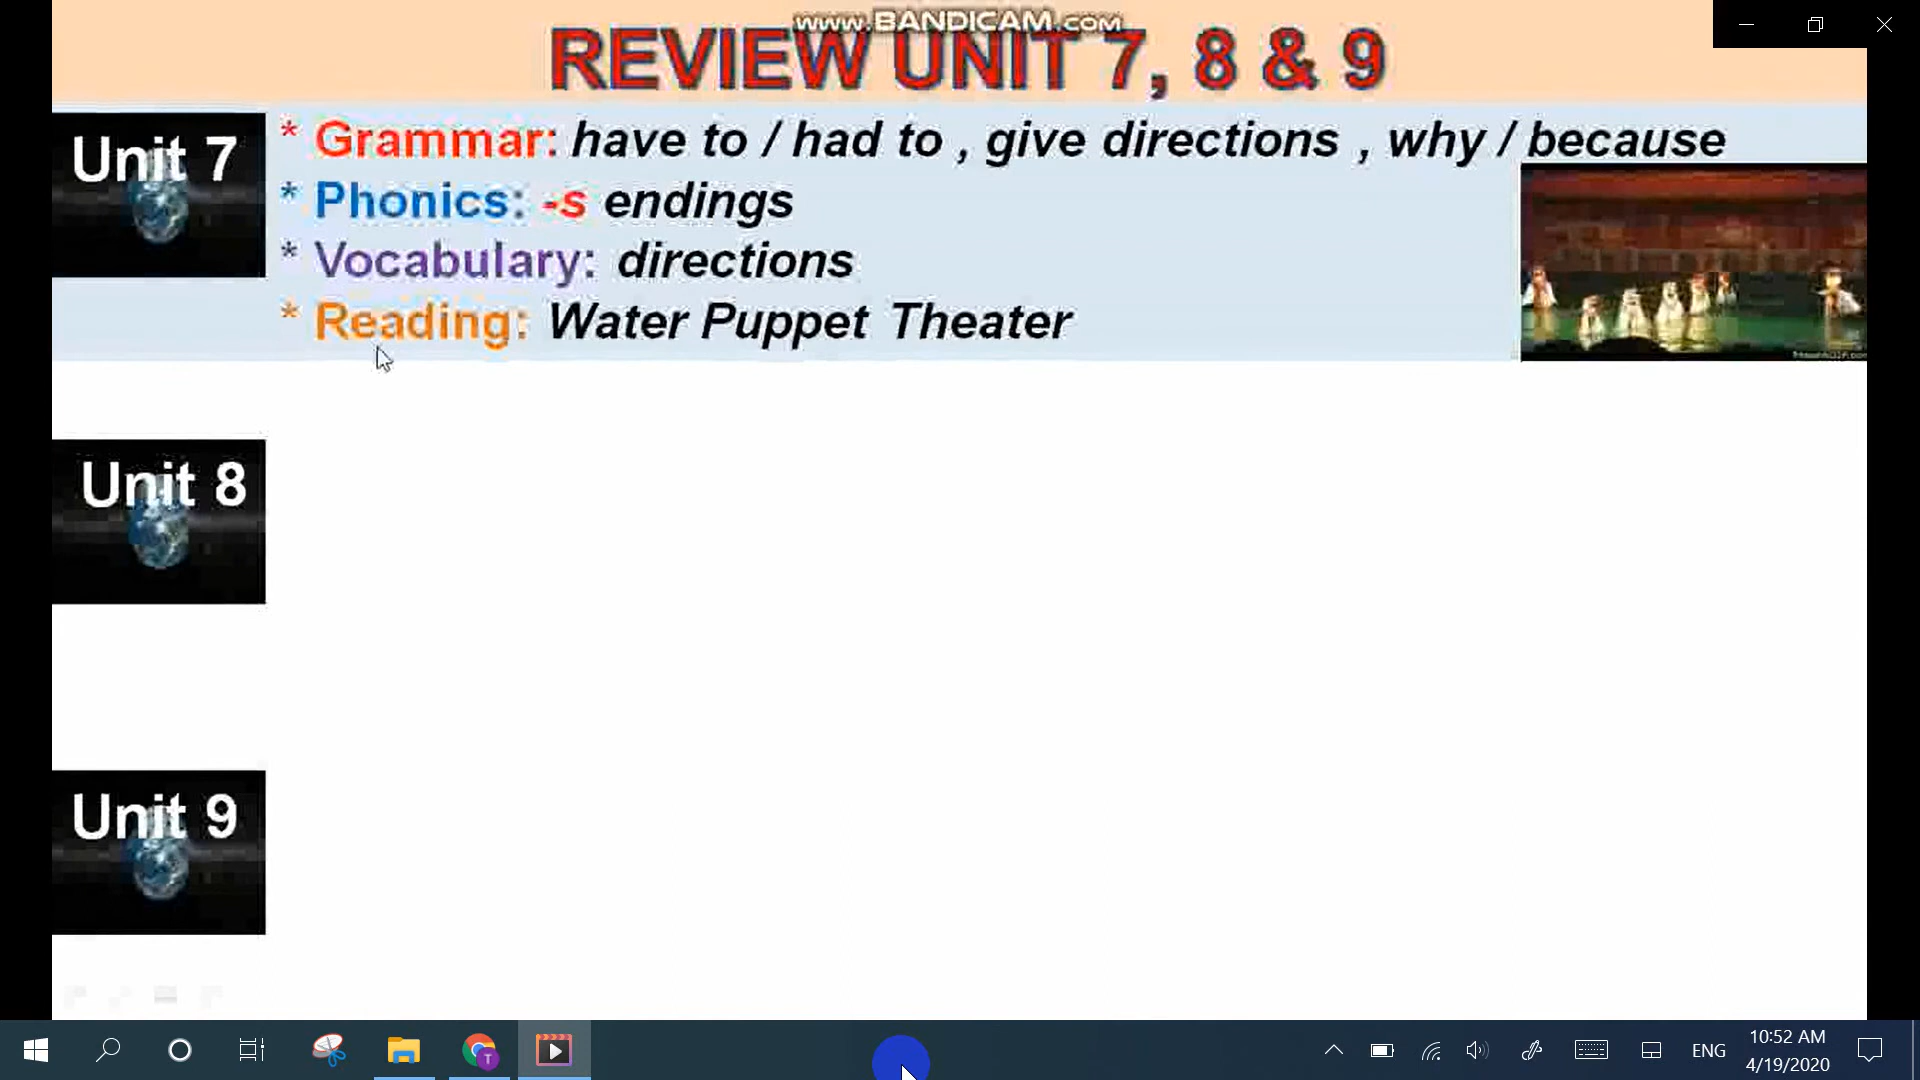 www.BANDICAM.com
REVIEW UNIT 7, 8 & 9
Unit 7
* Grammar: have to / had to , give directions , why / because
* Phonics: -s endings
* Vocabulary: directions
* Reading: Water Puppet Theater
Unit 8
Unit 9
T
ENG
10:52 AM
4/19/2020